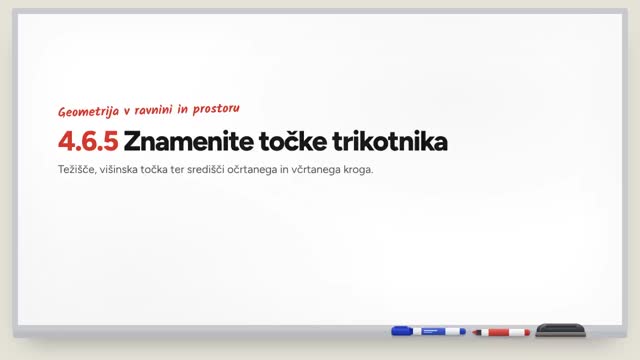 Geometrija v ravnini in prostoru
4.6.5 Znamenite točke trikotnika
Težišče, višinska točka ter središči očrtanega in včrtanega kroga.